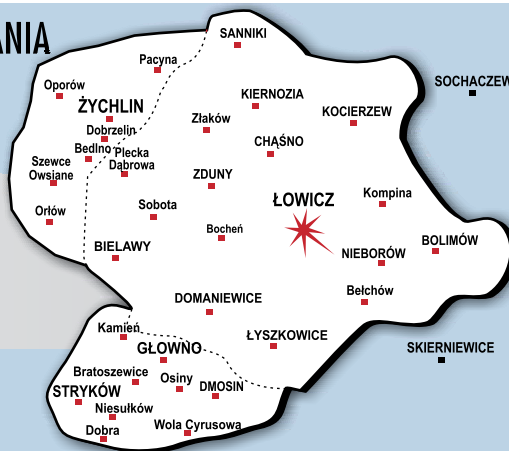 ANIA
SANNIKI
Pacyna
Oporów
ŻYCHLIN
KIERNOZIA
SOCHACZEW
Złaków
KOCIERZEW
Dobrzelin
Bedlno
Plecka
Dąbrowa
CHĄŚNO
Szewce
Owsiane
ZDUNY
Orłów
Sobota
ŁOWICZ
Kompina
Bocheń
BIELAWY
NIEBORÓW
BOLIMÓW
Bełchów
DOMANIEWICE
Kamień
GŁOWNO
ŁYSZKOWICE
SKIERNIEWICE
Bratoszewice
Osiny
DMOSIN
STRYKÓW
Niesułków
Dobra
Wola Cyrusowa